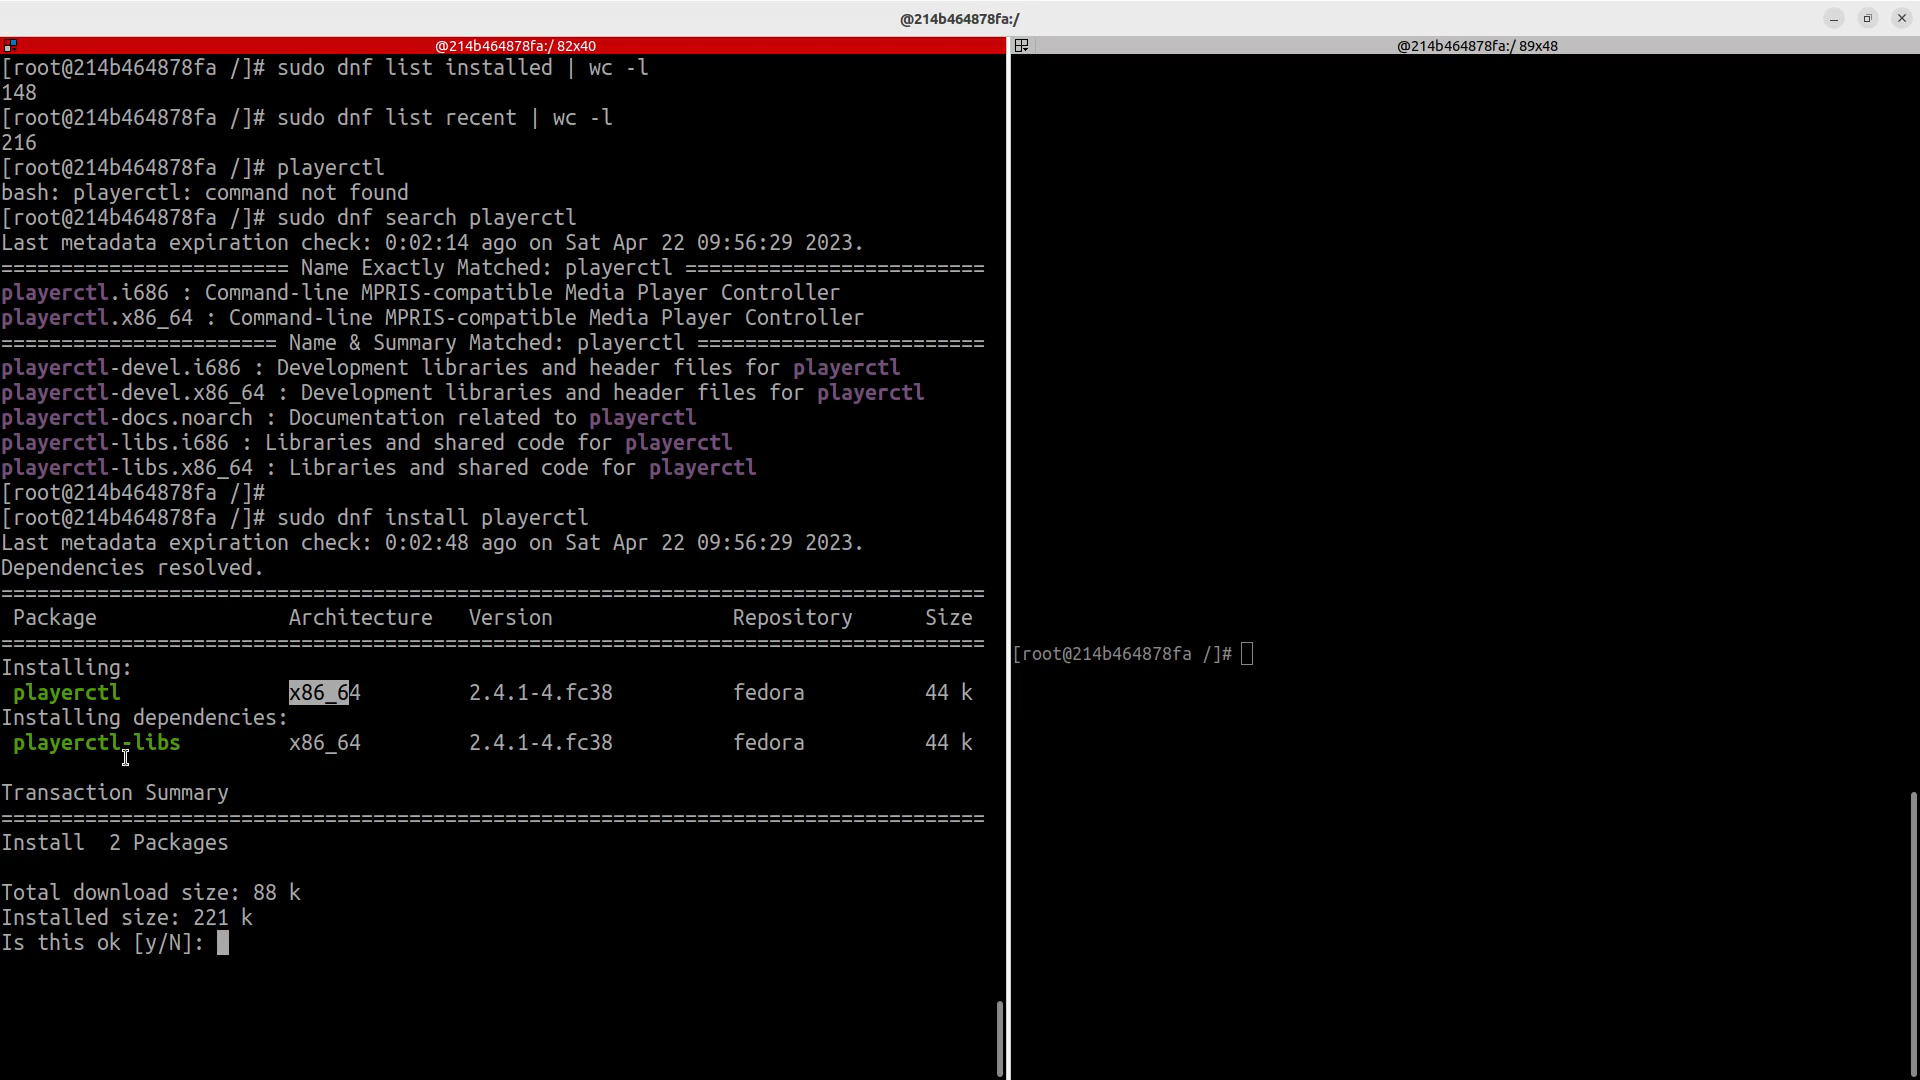 @214b464878fa:/
@214b464878fa:/ 82x40
[root@214b464878fa /]# sudo dnf list installed | wc -l
148
[root@214b464878fa /]# sudo dnf list recent | wc -l
216
[root@214b464878fa /]# playerctl
bash: playerctl: command not found
[root@214b464878fa /]# sudo dnf search playerctl
Last metadata expiration check: 0:02:14 ago on Sat Apr 22 09:56:29 2023.
======================== Name Exactly Matched: playerctl =========================
playerctl.i686 : Command-line MPRIS-compatible Media Player Controller
playerctl.x86_64 : Command-line MPRIS-compatible Media Player Controller
======================= Name & Summary Matched: playerctl ========================
playerctl-devel.i686 : Development libraries and header files for playerctl
playerctl-devel.x86_64 : Development libraries and header files for playerctl
playerctl-docs.noarch : Documentation related to playerctl
playerctl-libs.i686 : Libraries and shared code for playerctl
playerctl-libs.x86_64 : Libraries and shared code for playerctl
[root@214b464878fa /]#
[root@214b464878fa /]# sudo dnf install playerctl
Last metadata expiration check: 0:02:48 ago on Sat Apr 22 09:56:29 2023.
Dependencies resolved.
==================================================================================
Package Architecture Version Repository Size
==================================================================================
Installing:
playerctl x86_64 2.4.1-4.fc38 fedora 44 k
Installing dependencies:
playerctl-libs x86_64 2.4.1-4.fc38 fedora 44 k
Transaction Summary
==================================================================================
Install  2 Packages
Total download size: 88 k
Installed size: 221 k
Is this ok [y/N]:
@214b464878fa:/ 89x48
[root@214b464878fa /]#